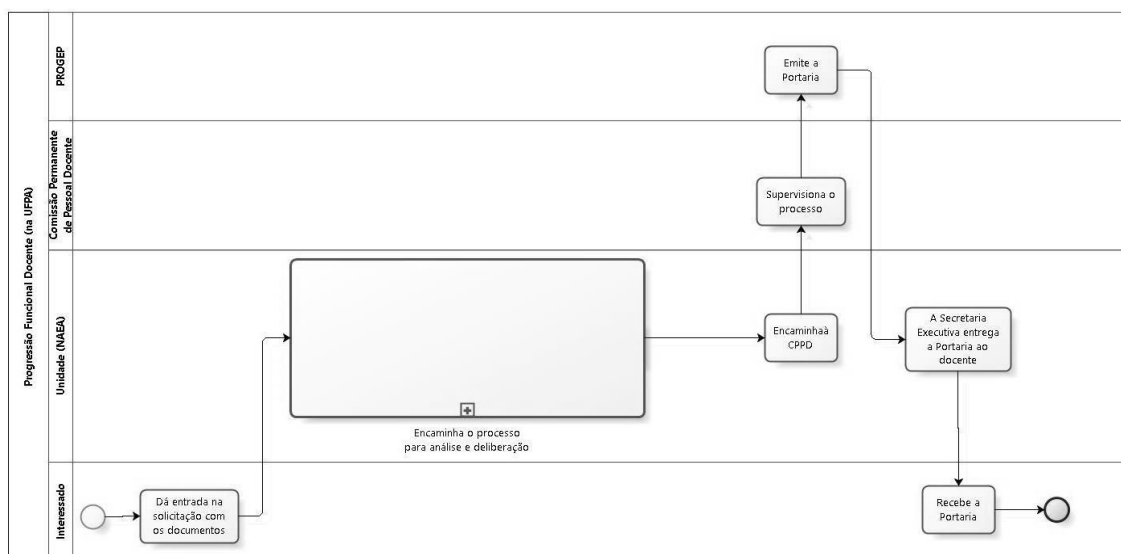 Progressão Funcional Docente (na UFPA)
PROGEP
Emite a
Portaria
Comissão Permanente
de Pessoal Docente
Supervisiona o
processo
Unidade (NAEA)
Encaminha o processo
para análise e deliberação
Encaminhaà
CPPD
A Secretaria
Executiva entrega
a Portaria ao
docente
Interessado
Dá entrada na
solicitação com
os documentos
Recebe a
Portaria